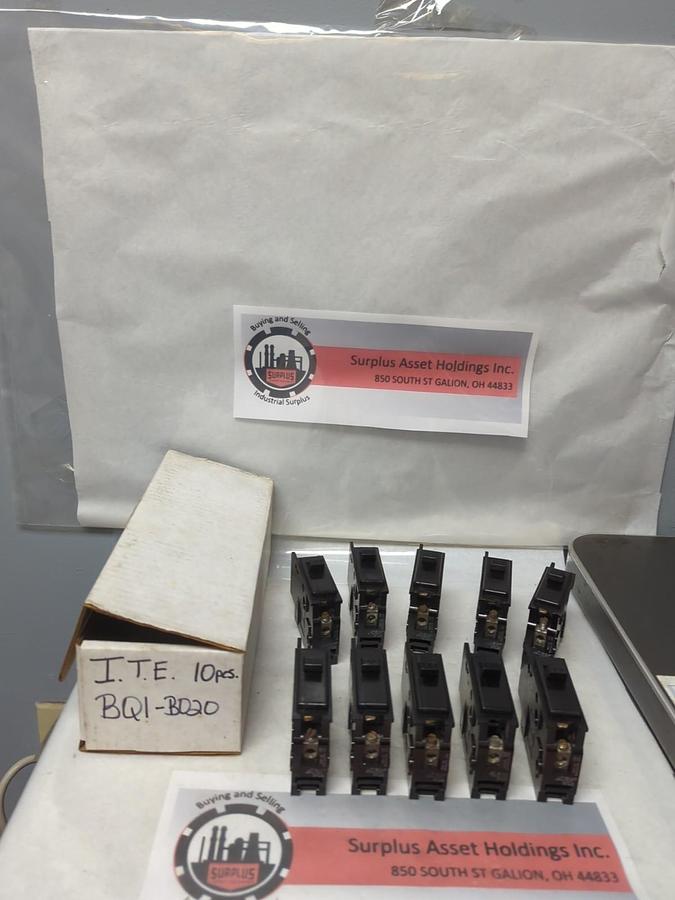 Buying and Selling
SURPLUS
Industrial Surplus
Surplus Asset Holdings Inc.
850 SOUTH ST GALION, OH 44833
I.T.E. 10pcs.
BQ1-BD20
Buying and Selling
SURPLUS
Surplus Asset Holdings Inc.
850 SOUTH ST GALION, OH 44833